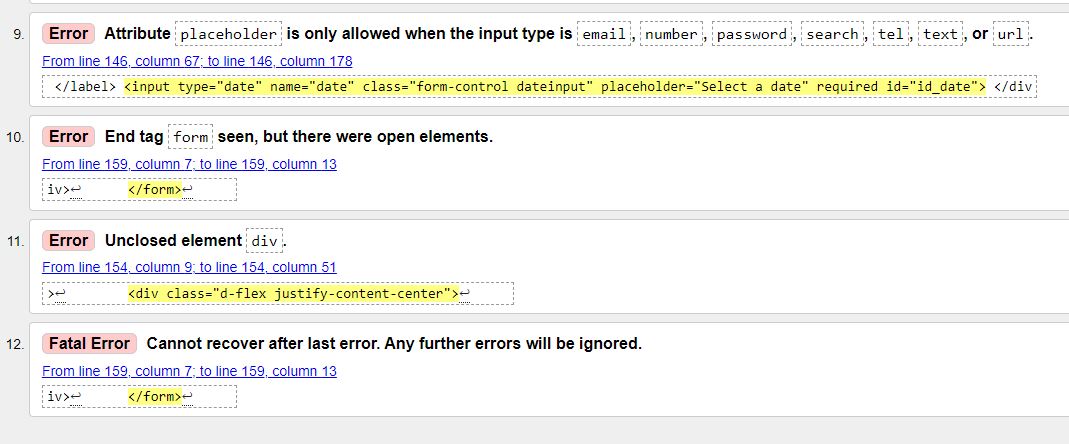 9. Error Attribute placeholder is only allowed when the input type is email, number, password, search, tel, text, or url.
From line 146, column 67; to line 146, column 178
</label> <input type="date" name="date" class="form-control dateinput" placeholder="Select a date" required id="id_date"> </div
10. Error End tag form seen, but there were open elements.
From line 159, column 7; to line 159, column 13
iv>↩ </form>↩
11. Error Unclosed element div.
From line 154, column 9; to line 154, column 51
>↩ <div class="d-flex justify-content-center">↩
12. Fatal Error Cannot recover after last error. Any further errors will be ignored.
From line 159, column 7; to line 159, column 13
iv>↩ </form>↩